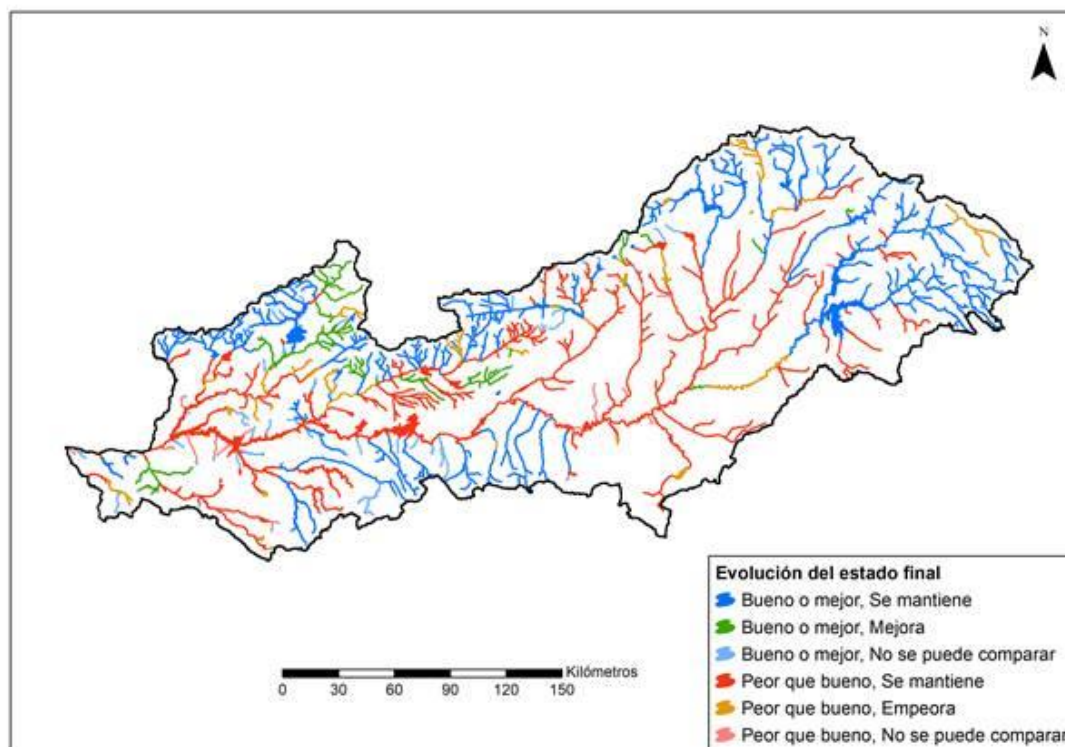 N
Evolución del estado final
Bueno o mejor, Se mantiene
Bueno o mejor, Mejora
Bueno o mejor, No se puede comparar
Peor que bueno, Se mantiene
Peor que bueno, Empeora
Peor que bueno, No se puede comparar
Kilómetros
0 30 60 90 120 150